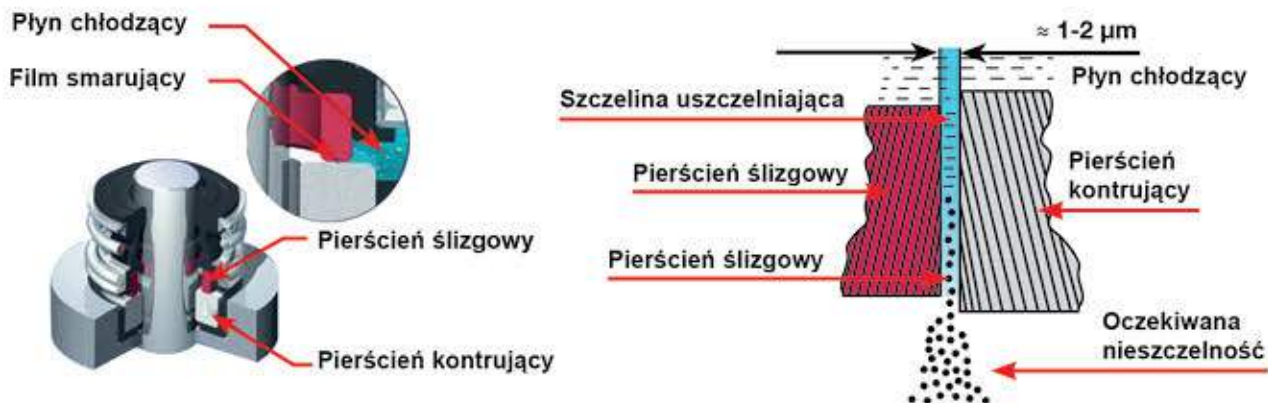 Płyn chłodzący
Film smarujący
Pierścień ślizgowy
Pierścień kontrujący
≈ 1-2 µm
Płyn chłodzący
Szczelina uszczelniająca
Pierścień ślizgowy
Pierścień
kontrujący
Pierścień ślizgowy
Oczekiwana
nieszczelność